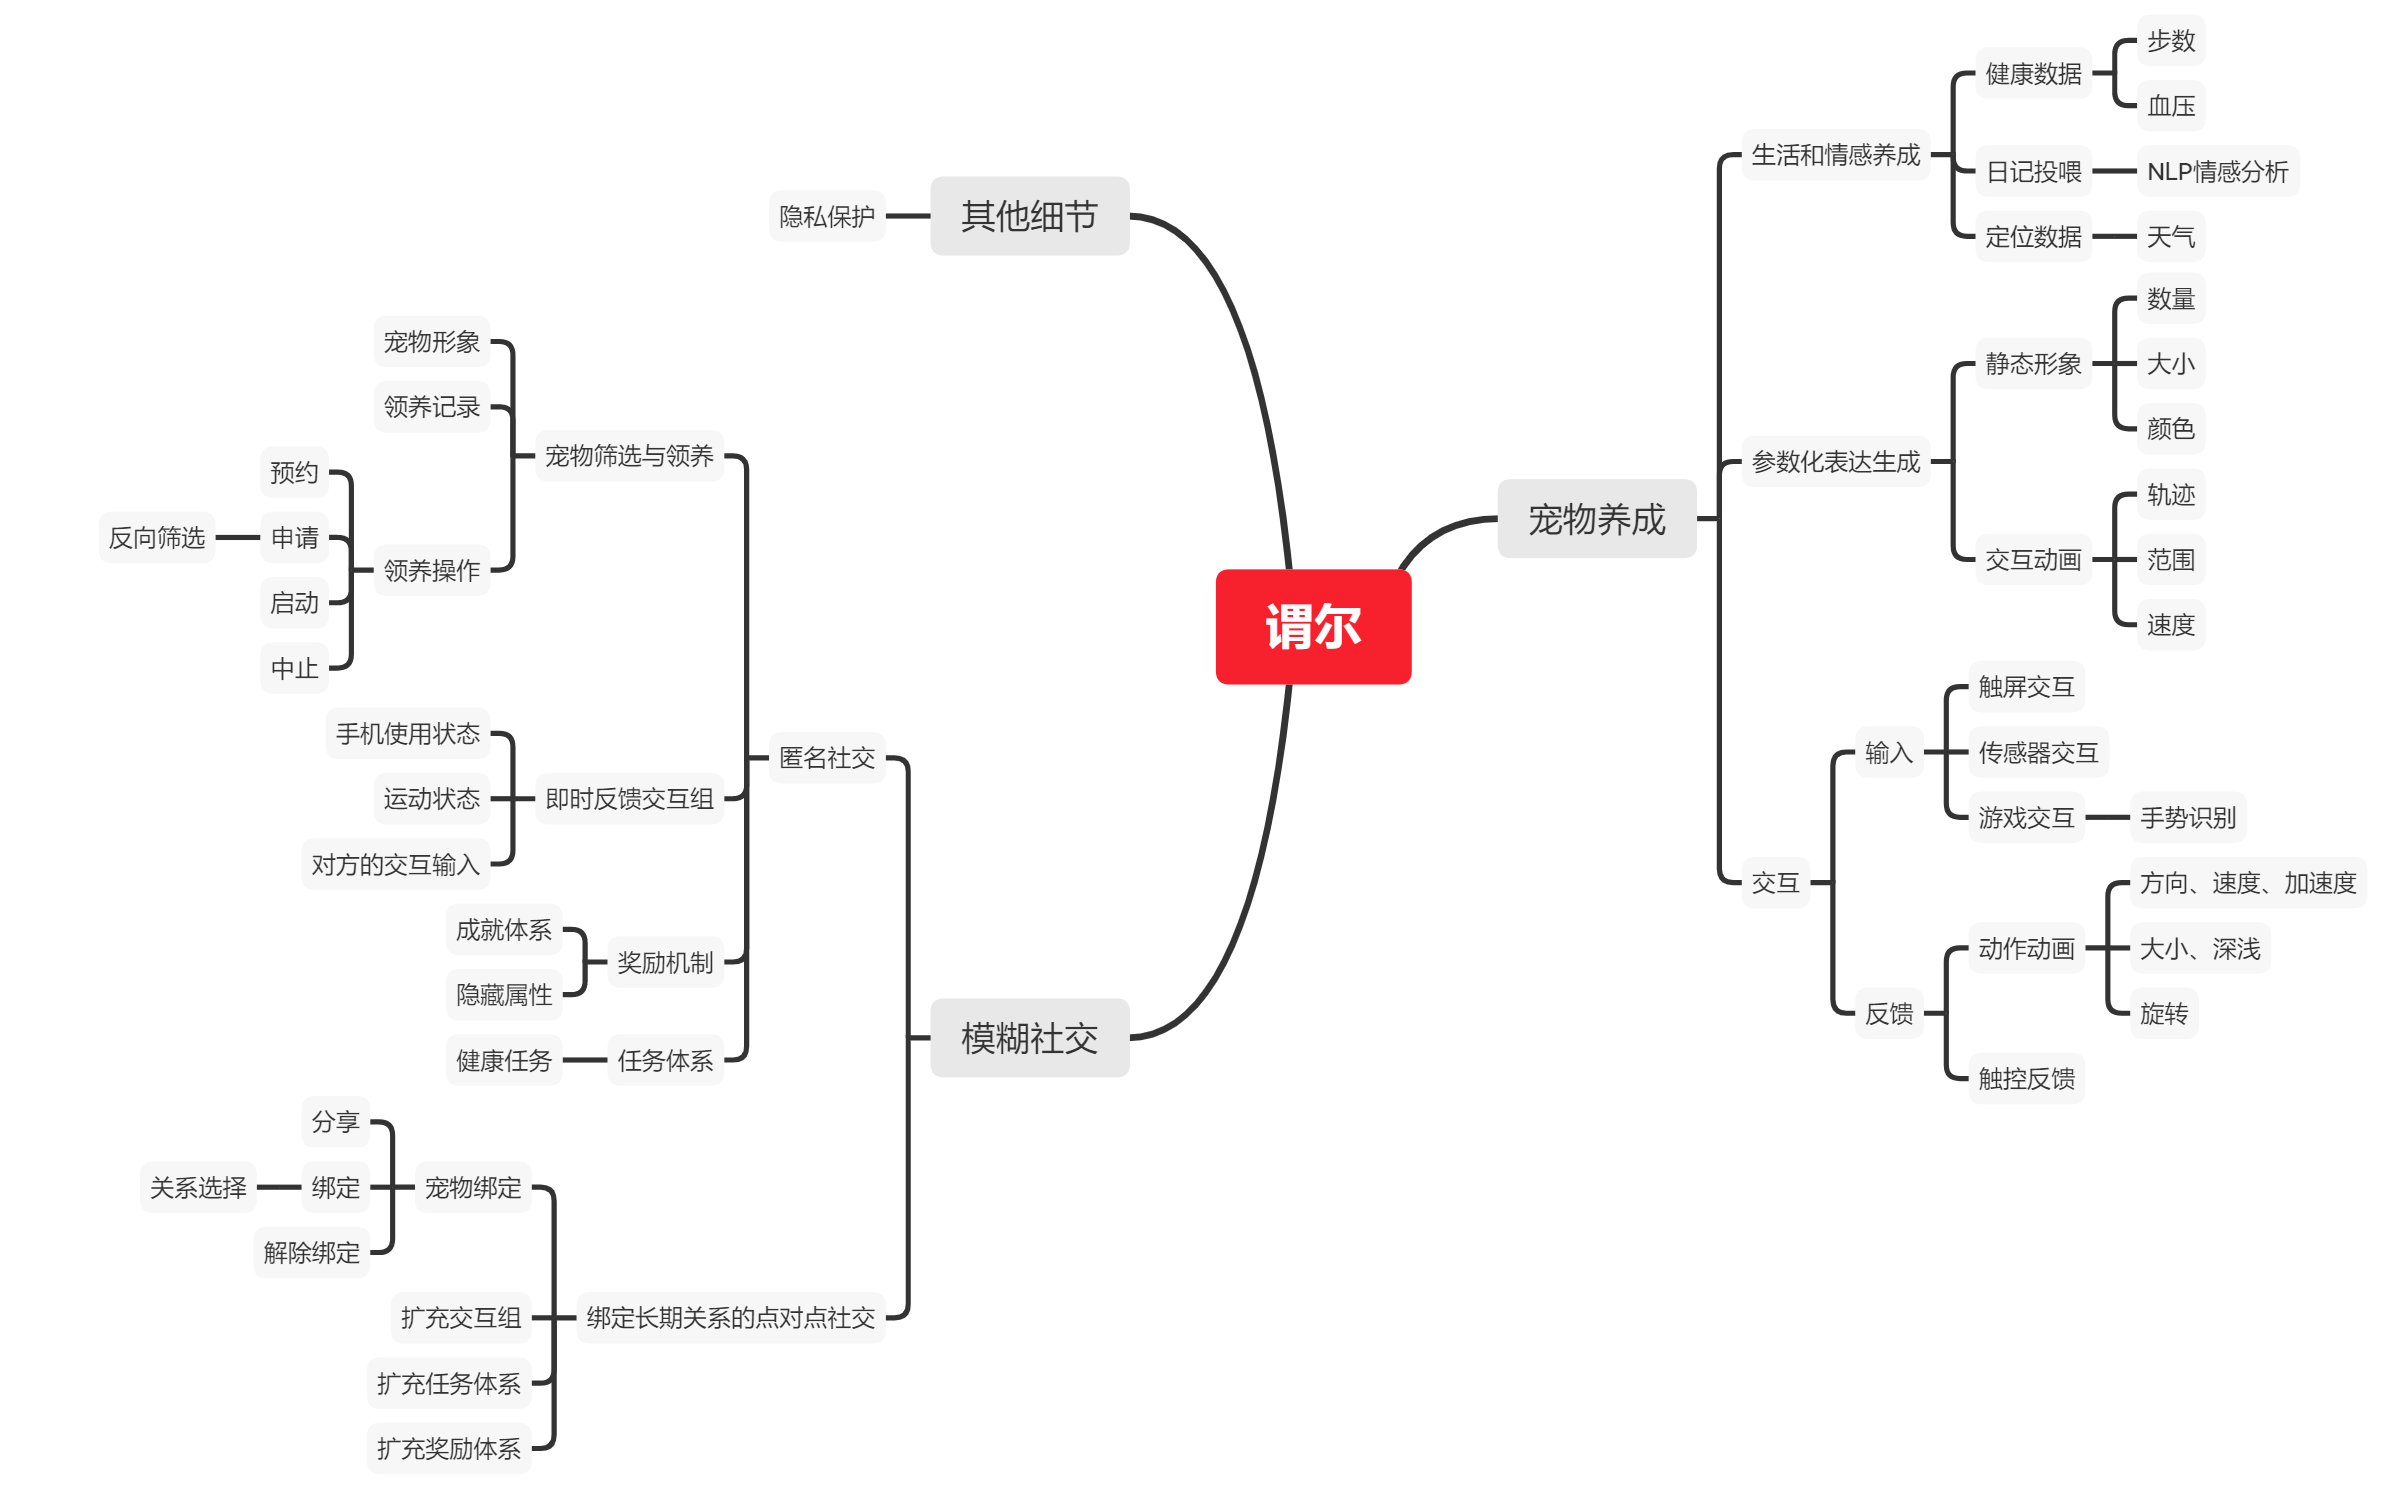 谓尔
宠物养成
生活和情感养成
健康数据
步数
血压
日记投喂
NLP情感分析
定位数据
天气
参数化表达生成
静态形象
数量
大小
颜色
交互动画
轨迹
范围
速度
交互
输入
触屏交互
传感器交互
游戏交互
手势识别
反馈
动作动画
方向、速度、加速度
大小、深浅
旋转
触控反馈
模糊社交
匿名社交
宠物筛选与领养
宠物形象
领养记录
领养操作
预约
申请
反向筛选
启动
中止
即时反馈交互组
手机使用状态
运动状态
对方的交互输入
奖励机制
成就体系
隐藏属性
任务体系
健康任务
绑定长期关系的点对点社交
宠物绑定
分享
绑定
关系选择
解除绑定
扩充交互组
扩充任务体系
扩充奖励体系
其他细节
隐私保护